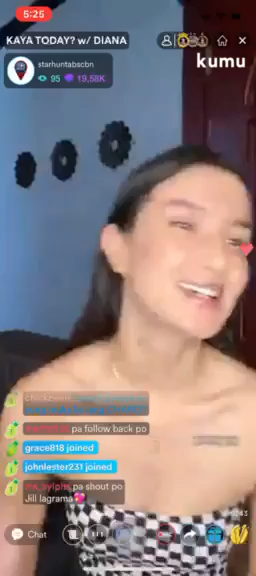 5:25
KAYA TODAY? w/ DIANA
starhuntabscbn
95 19.58K
kumu
pa follow back po
grace818 joined
johnlester231 joined
pa shout po
Jill lagrama
Chat